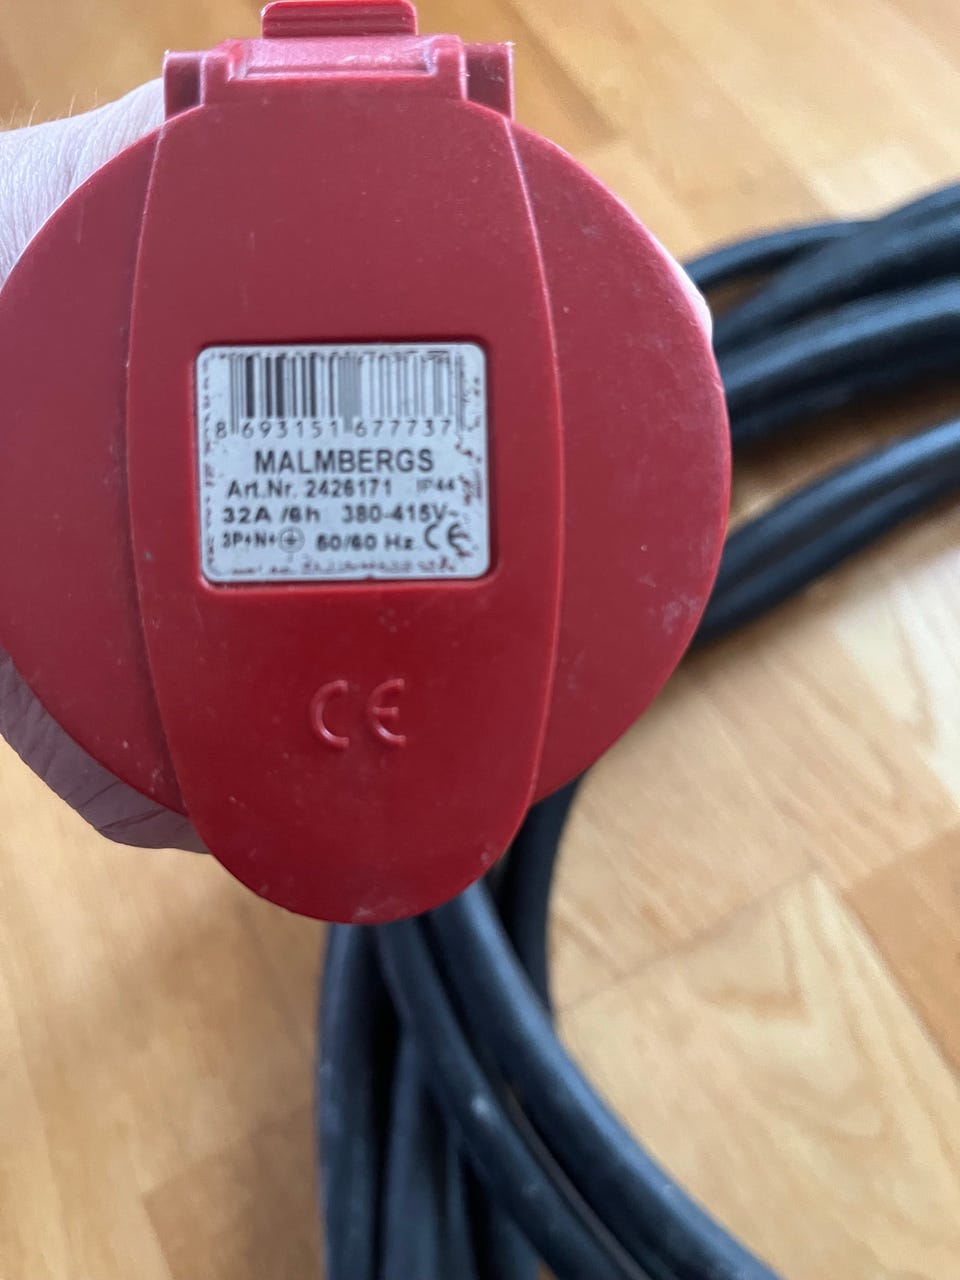 8 693151 677737
MALMBERGS
Art.Nr. 2426171 IP44
32A /6h 380-415V~
3P+N+⏚ 50/60 Hz CE
CE